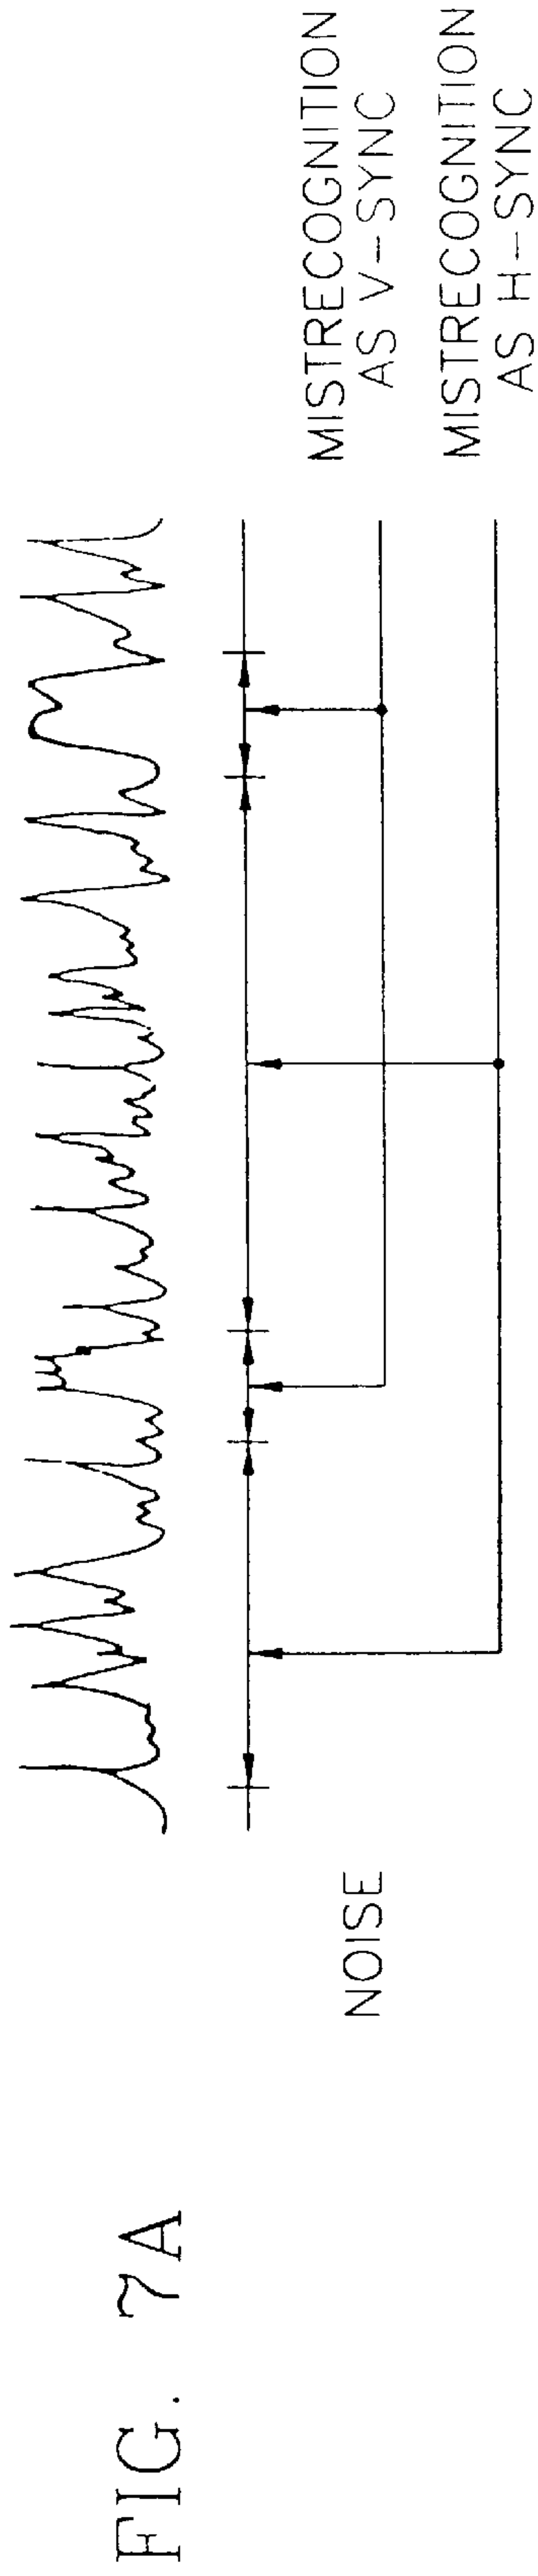 FIG. 7A
NOISE
MISTRECOGNITION
AS V-SYNC
MISTRECOGNITION
AS H-SYNC